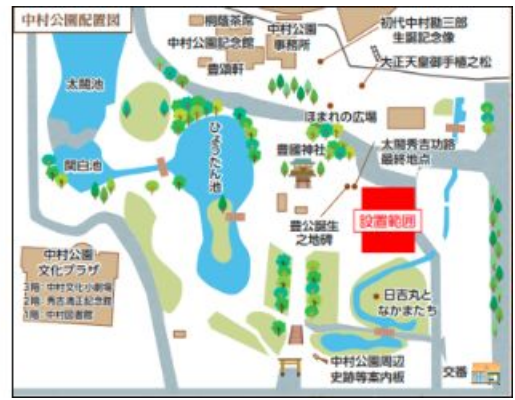 中村公園配置図
桐蔭茶席
中村公園記念館
豊頌軒
中村公園
事務所
初代中村勘三郎
生誕記念像
大正天皇御手植之松
太閤池
ほまれの広場
ひょうたん池
豊國神社
太閤秀吉功路
最終地点
関白池
豊公誕生
之地碑
設置範囲
中村公園
文化プラザ
3階:中村文化小劇場
2階:秀吉清正記念館
1階:中村図書館
日吉丸と
なかまたち
中村公園周辺
史跡等案内板
交番